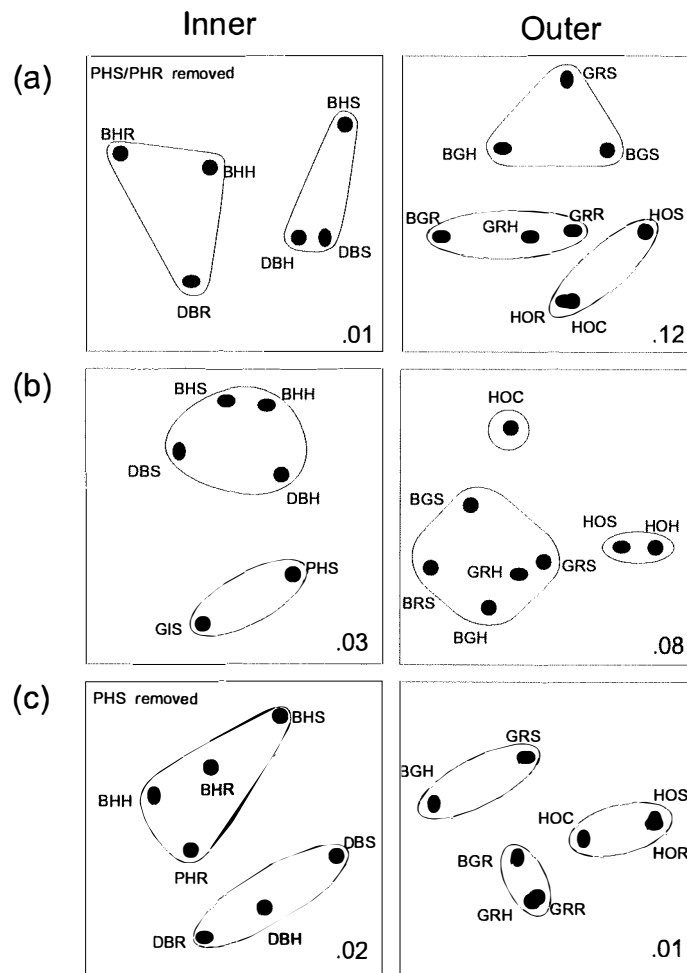 Inner
Outer
(a)
PHS/PHR removed
BHS
BHR
BHH
DBH
DBS
DBR
.01
GRS
BGH
BGS
BGR
GRH
GRR
HOS
HOR
HOC
.12
(b)
BHS
BHH
DBS
DBH
PHS
GIS
.03
HOC
BGS
HOS
HOH
GRH
GRS
BRS
BGH
.08
(c)
PHS removed
BHS
BHH
BHR
PHR
DBS
DBR
DBH
.02
GRS
BGH
HOS
HOC
BGR
HOR
GRH
GRR
.01